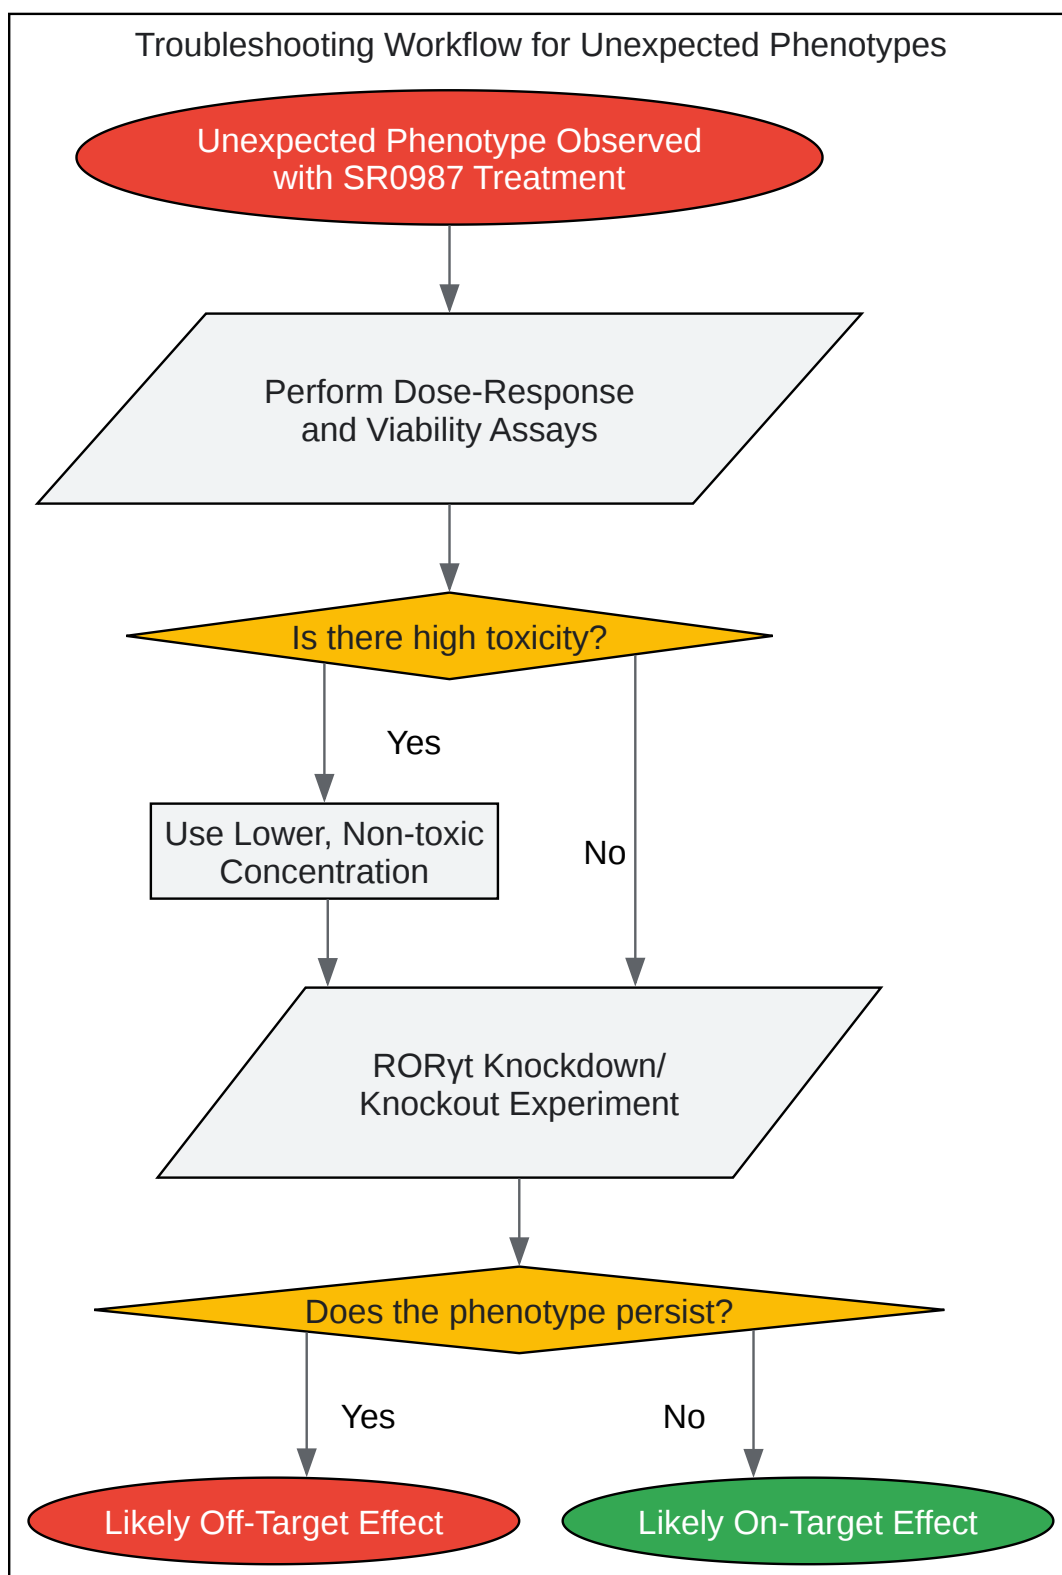 Troubleshooting Workflow for Unexpected Phenotypes
Unexpected Phenotype Observed
with SR0987 Treatment
Perform Dose-Response
and Viability Assays
Is there high toxicity?
Yes
Use Lower, Non-toxic
Concentration
No
RORγt Knockdown/
Knockout Experiment
Does the phenotype persist?
Yes
No
Likely Off-Target Effect
Likely On-Target Effect